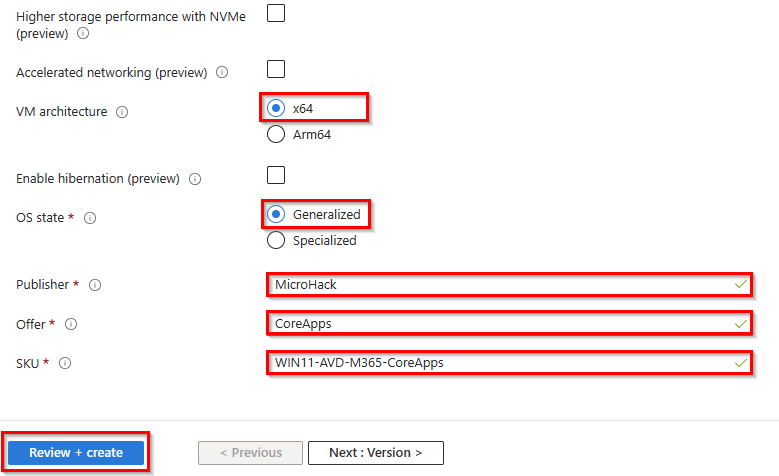 Higher storage performance with NVMe
(preview)
Accelerated networking (preview)
VM architecture
x64
Arm64
Enable hibernation (preview)
OS state *
Generalized
Specialized
Publisher *
MicroHack
Offer *
CoreApps
SKU *
WIN11-AVD-M365-CoreApps
Review + create
< Previous
Next : Version >